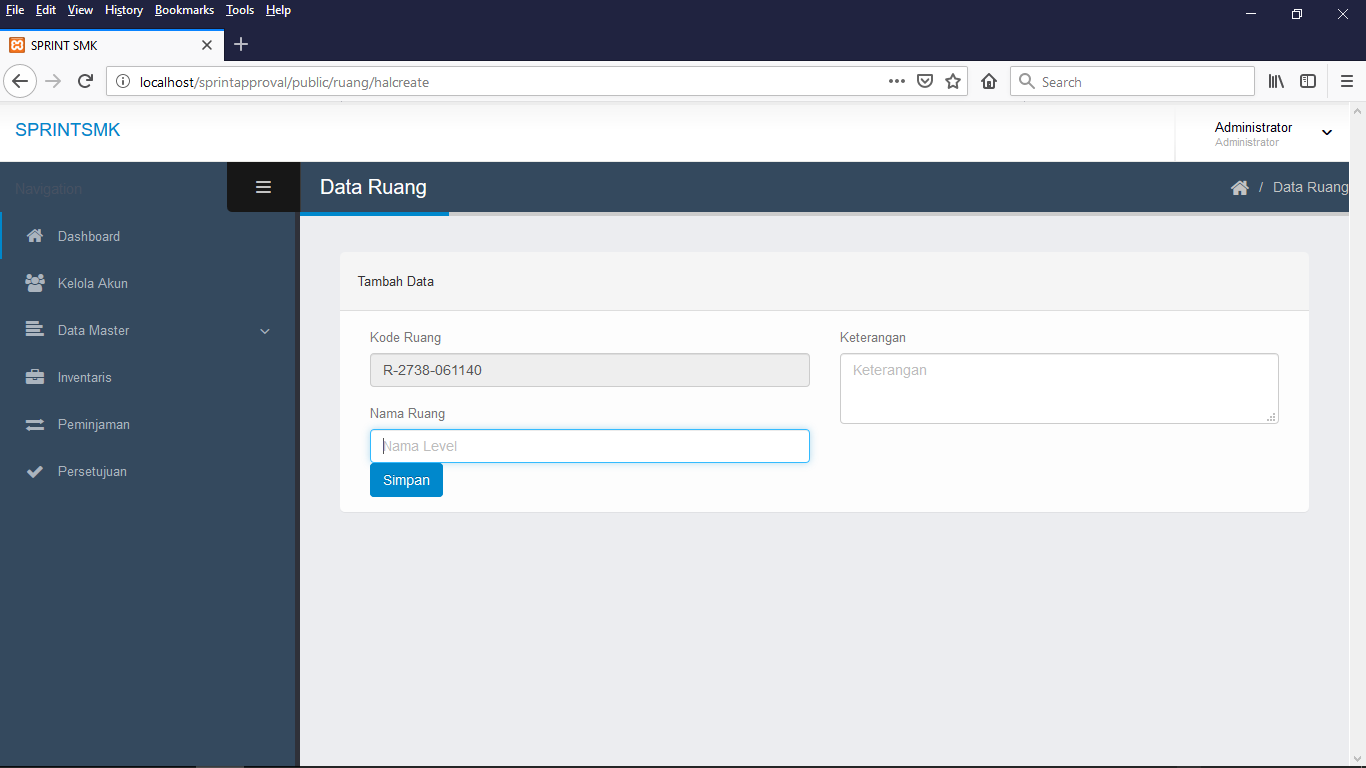 File Edit View History Bookmarks Tools Help
SPRINT SMK
localhost/sprintapproval/public/ruang/halcreate
Search
SPRINTSMK
Administrator
Administrator
Navigation
Data Ruang
/ Data Ruang
Dashboard
Kelola Akun
Data Master
Inventaris
Peminjaman
Persetujuan
Tambah Data
Kode Ruang
R-2738-061140
Nama Ruang
Nama Level
Simpan
Keterangan
Keterangan